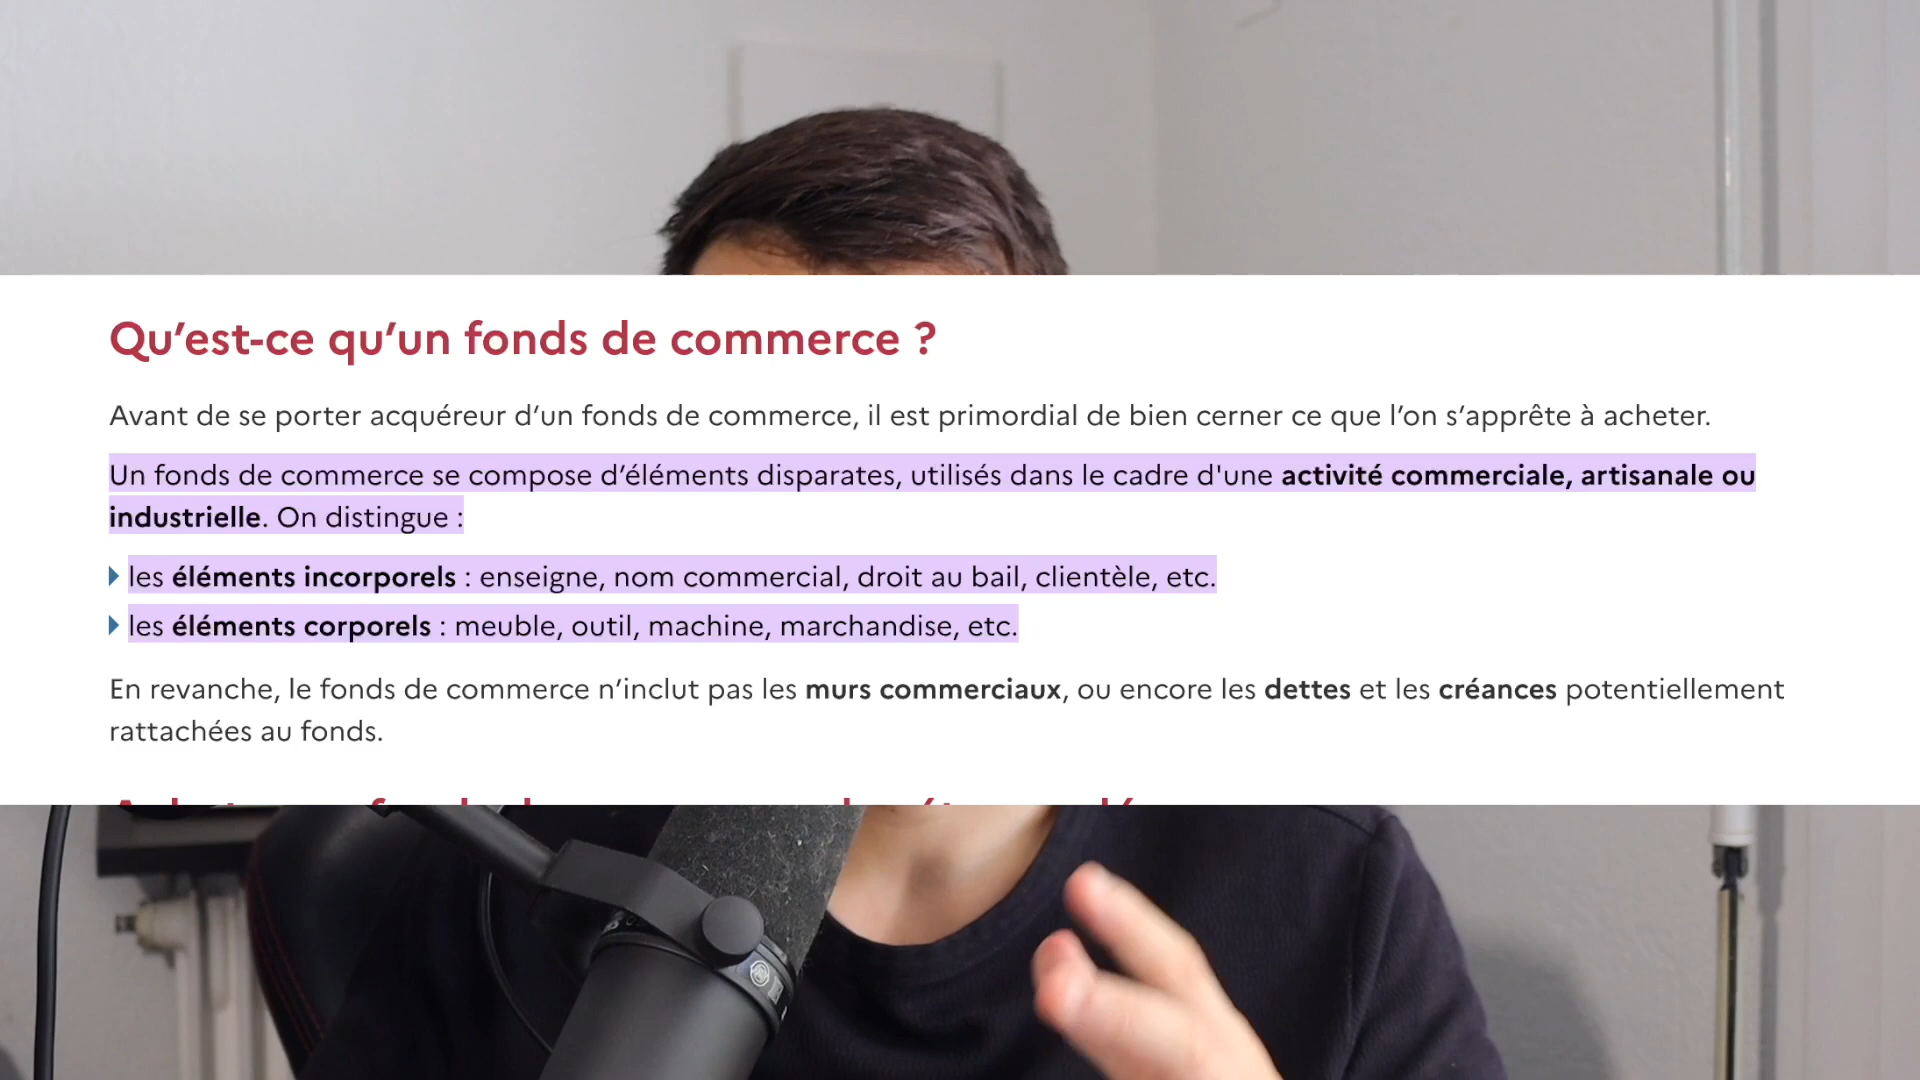 Qu’est-ce qu’un fonds de commerce ?
Avant de se porter acquéreur d’un fonds de commerce, il est primordial de bien cerner ce que l’on s’apprête à acheter.
Un fonds de commerce se compose d’éléments disparates, utilisés dans le cadre d'une activité commerciale, artisanale ou
industrielle. On distingue :
les éléments incorporels : enseigne, nom commercial, droit au bail, clientèle, etc.
les éléments corporels : meuble, outil, machine, marchandise, etc.
En revanche, le fonds de commerce n’inclut pas les murs commerciaux, ou encore les dettes et les créances potentiellement
rattachées au fonds.